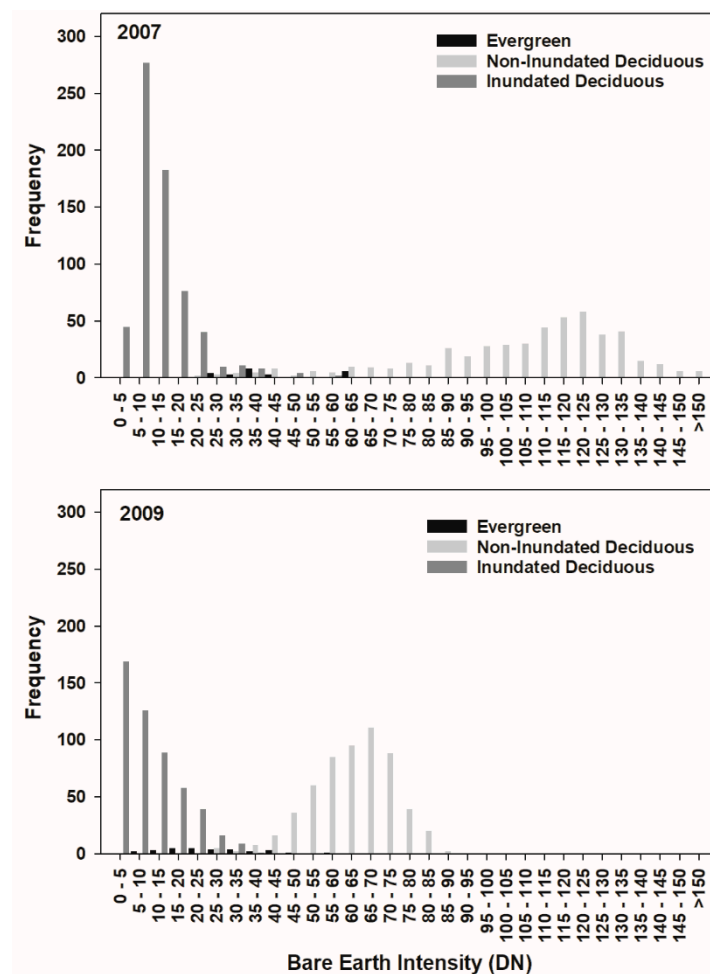 2007
Evergreen
Non-Inundated Deciduous
Inundated Deciduous
Frequency
300
250
200
150
100
50
0
0 - 5
5 - 10
10 - 15
15 - 20
20 - 25
25 - 30
30 - 35
35 - 40
40 - 45
45 - 50
50 - 55
55 - 60
60 - 65
65 - 70
70 - 75
75 - 80
80 - 85
85 - 90
90 - 95
95 - 100
100 - 105
105 - 110
110 - 115
115 - 120
120 - 125
125 - 130
130 - 135
135 - 140
140 - 145
145 - 150
>150
2009
Evergreen
Non-Inundated Deciduous
Inundated Deciduous
Frequency
300
250
200
150
100
50
0
0 - 5
5 - 10
10 - 15
15 - 20
20 - 25
25 - 30
30 - 35
35 - 40
40 - 45
45 - 50
50 - 55
55 - 60
60 - 65
65 - 70
70 - 75
75 - 80
80 - 85
85 - 90
90 - 95
95 - 100
100 - 105
105 - 110
110 - 115
115 - 120
120 - 125
125 - 130
130 - 135
135 - 140
140 - 145
145 - 150
>150
Bare Earth Intensity (DN)